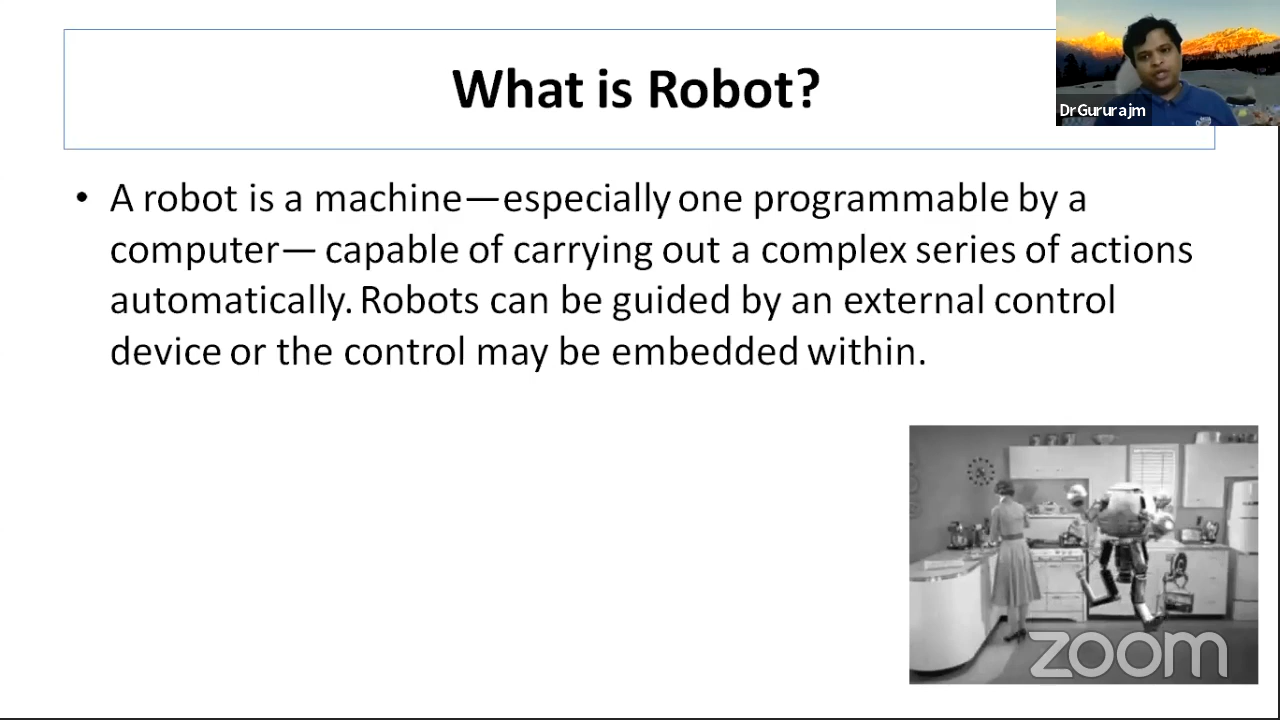 What is Robot?
DrGururajm
• A robot is a machine—especially one programmable by a
computer— capable of carrying out a complex series of actions
automatically. Robots can be guided by an external control
device or the control may be embedded within.
zoom